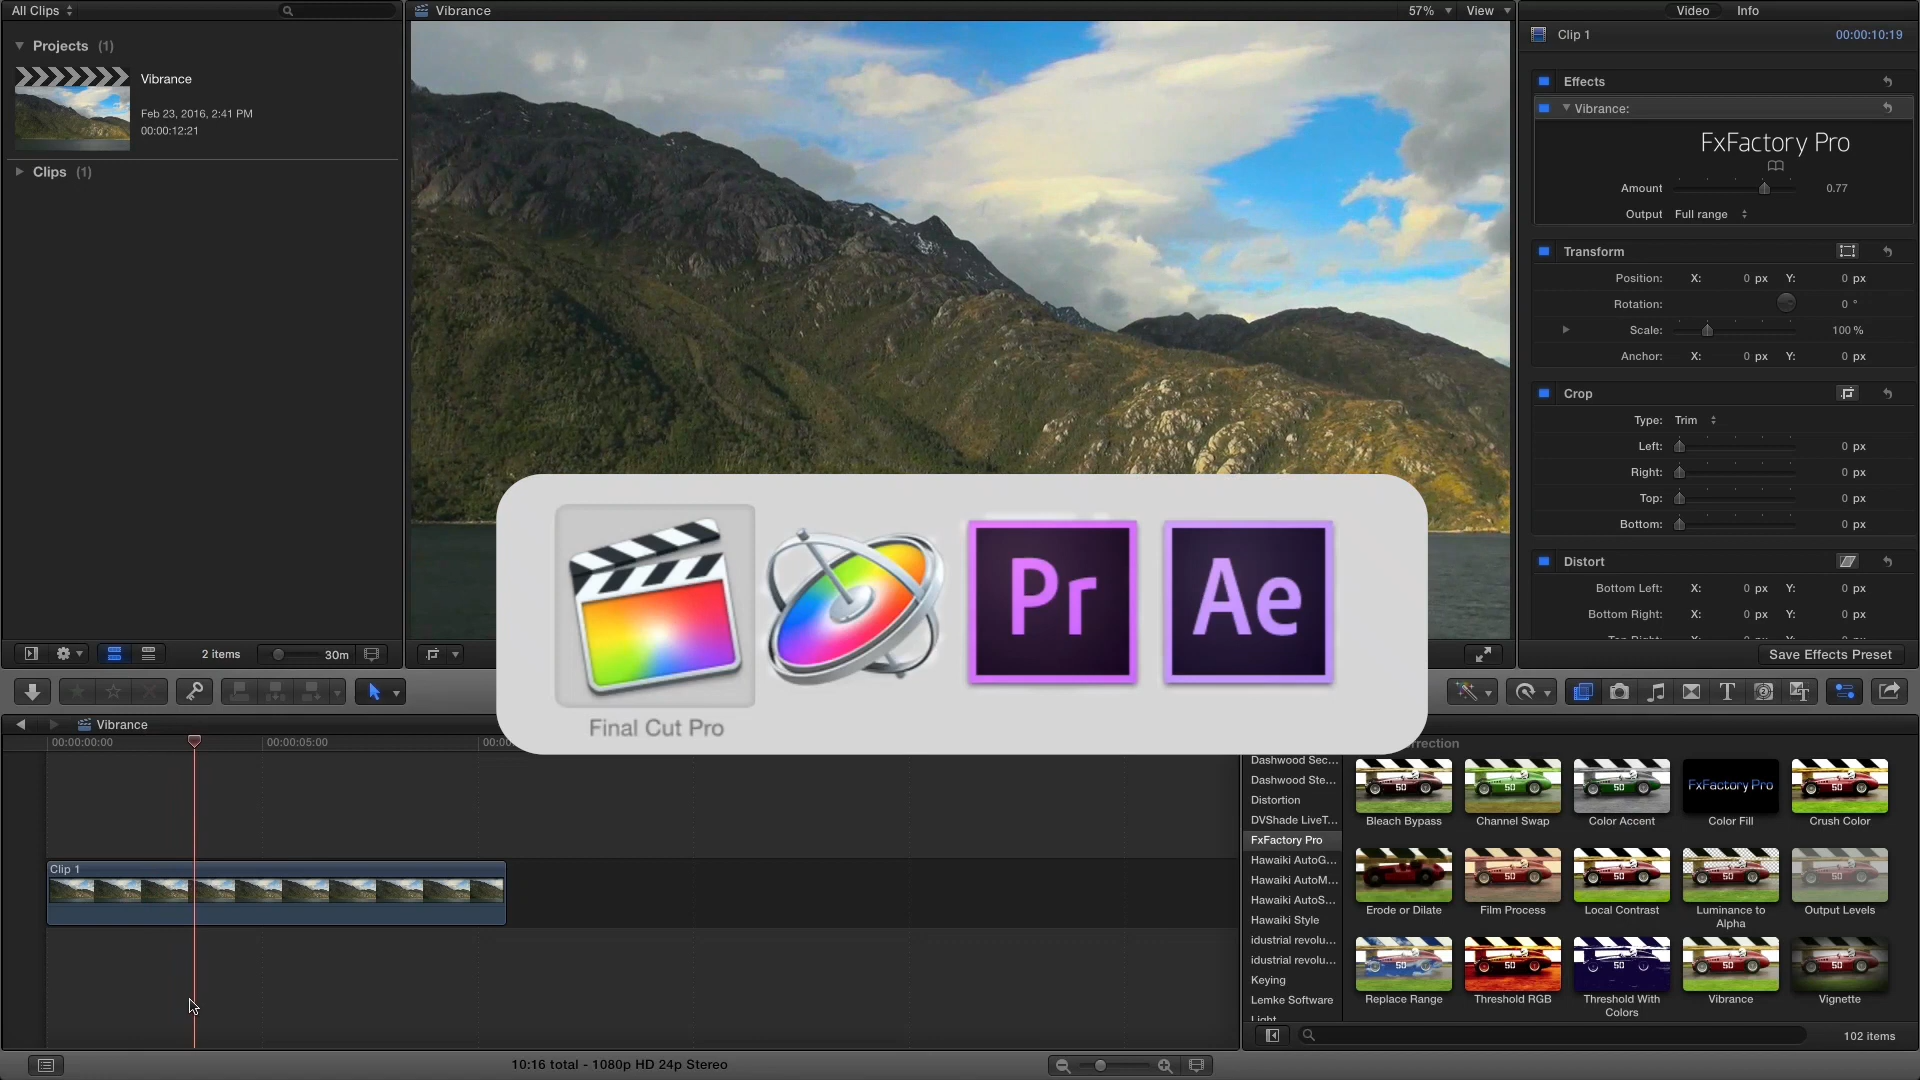 All Clips
Vibrance
57%
View
Video
Info
Projects (1)
Vibrance
Feb 23, 2016, 2:41 PM
00:00:12:21
Clips (1)
Clip 1
00:00:10:19
Effects
Vibrance:
FxFactory Pro
Amount 0.77
Output Full range
Transform
Position: X: 0 px Y: 0 px
Rotation: 0 °
Scale: 100 %
Anchor: X: 0 px Y: 0 px
Crop
Type: Trim
Left: 0 px
Right: 0 px
Top: 0 px
Bottom: 0 px
Distort
Bottom Left: X: 0 px Y: 0 px
Bottom Right: X: 0 px Y: 0 px
Pr
Ae
Final Cut Pro
2 items
30m
Save Effects Preset
Vibrance
00:00:00:00
00:00:05:00
Clip 1
Dashwood Sec...
Dashwood Ste...
Distortion
DVShade LiveT...
FxFactory Pro
Hawaiki AutoG...
Hawaiki AutoM...
Hawaiki AutoS...
Hawaiki Style
idustrial revolu...
idustrial revolu...
Keying
Lemke Software
Light
Bleach Bypass
Channel Swap
Color Accent
FxFactory Pro
Color Fill
Crush Color
Erode or Dilate
Film Process
Local Contrast
Luminance to
Alpha
Output Levels
Replace Range
Threshold RGB
Threshold With
Colors
Vibrance
Vignette
102 items
10:16 total - 1080p HD 24p Stereo